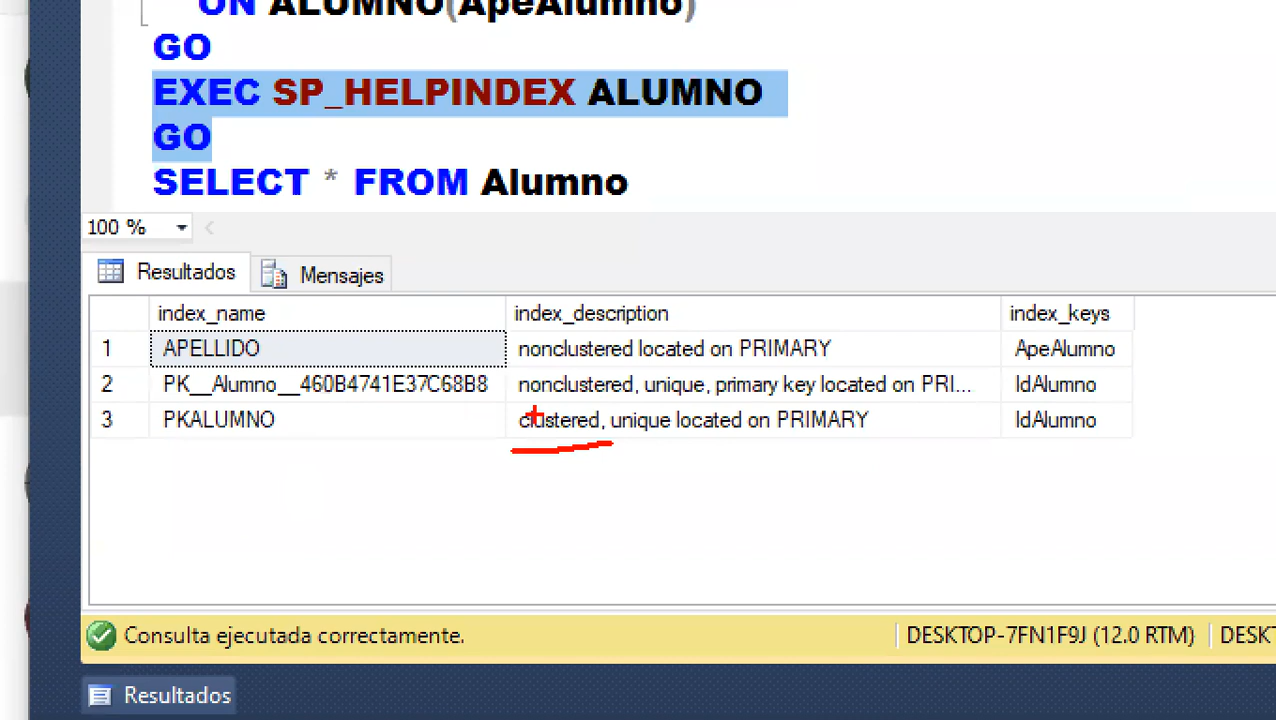 ON ALUMNO(ApeAlumno)
GO
EXEC SP_HELPINDEX ALUMNO
GO
SELECT * FROM Alumno
100 %
Resultados Mensajes
index_name index_description index_keys
1 APELLIDO nonclustered located on PRIMARY ApeAlumno
2 PK__Alumno__460B4741E37C68B8 nonclustered, unique, primary key located on PRI... IdAlumno
3 PKALUMNO clustered, unique located on PRIMARY IdAlumno
Consulta ejecutada correctamente. DESKTOP-7FN1F9J (12.0 RTM) DESKT
Resultados